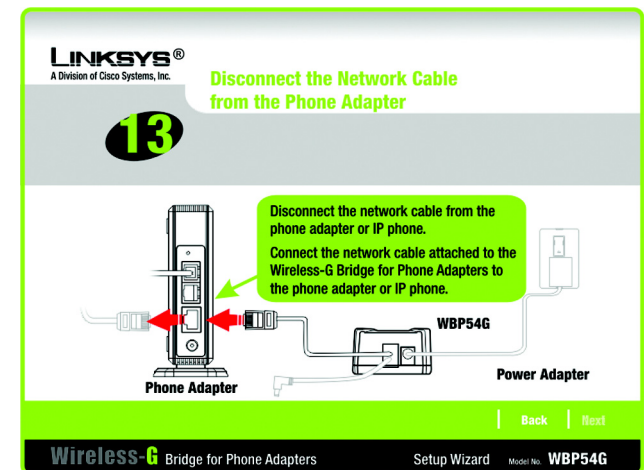 LINKSYS®
A Division of Cisco Systems, Inc.
Disconnect the Network Cable
from the Phone Adapter
13
Disconnect the network cable from the
phone adapter or IP phone.
Connect the network cable attached to the
Wireless-G Bridge for Phone Adapters to
the phone adapter or IP phone.
WBP54G
Phone Adapter
Power Adapter
Back
Next
Wireless-G Bridge for Phone Adapters
Setup Wizard Model No. WBP54G